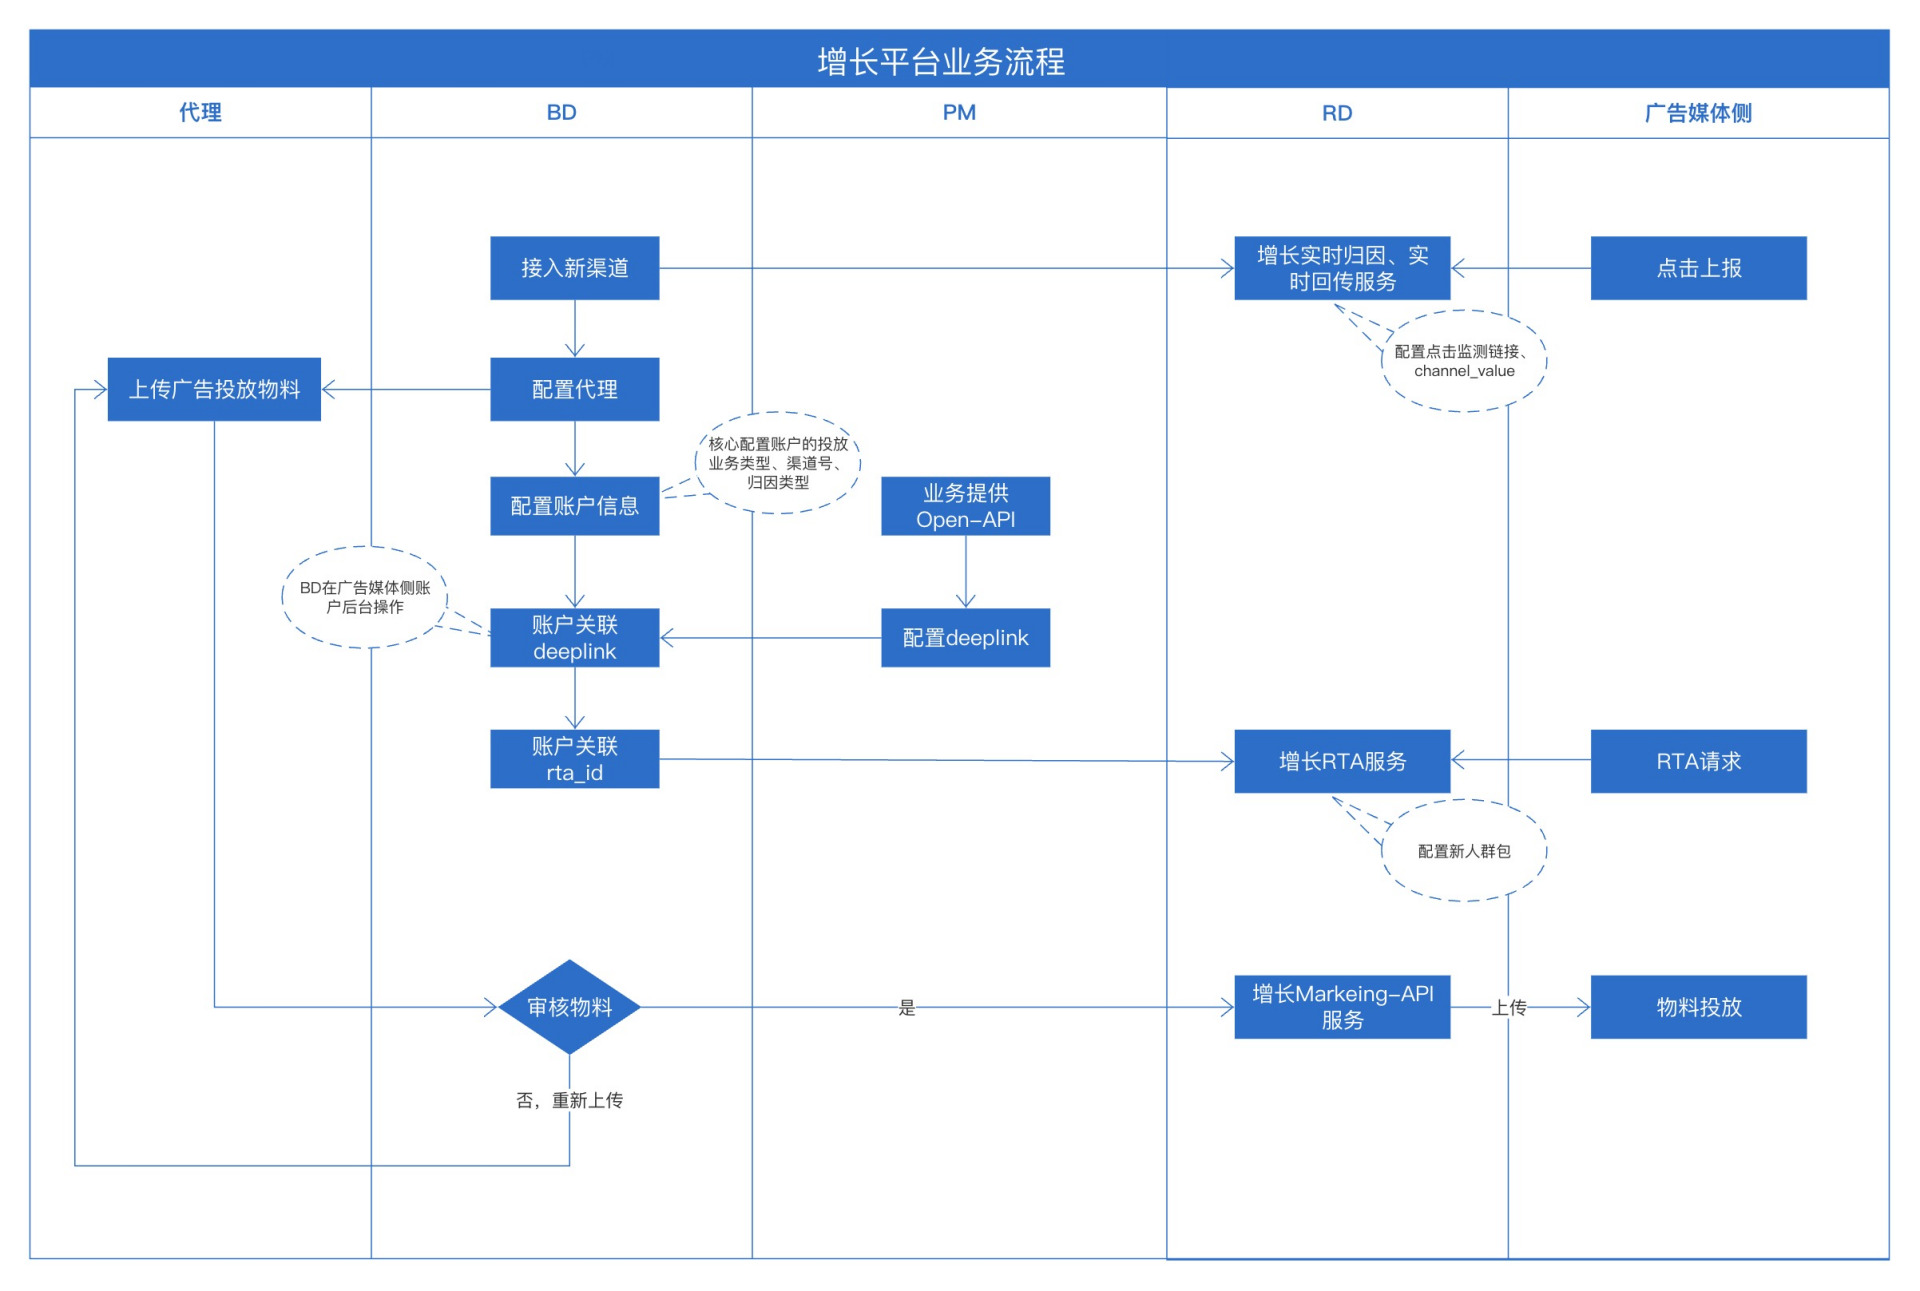 增长平台业务流程
代理
BD
PM
RD
广告媒体侧
接入新渠道
增长实时归因、实
时回传服务
点击上报
配置点击监测链接、
channel_value
上传广告投放物料
配置代理
核心配置账户的投放
业务类型、渠道号、
归因类型
配置账户信息
业务提供
Open-API
BD在广告媒体侧账
户后台操作
账户关联
deeplink
配置deeplink
账户关联
rta_id
增长RTA服务
RTA请求
配置新人群包
审核物料
是
增长Markeing-API
服务
上传
物料投放
否，重新上传